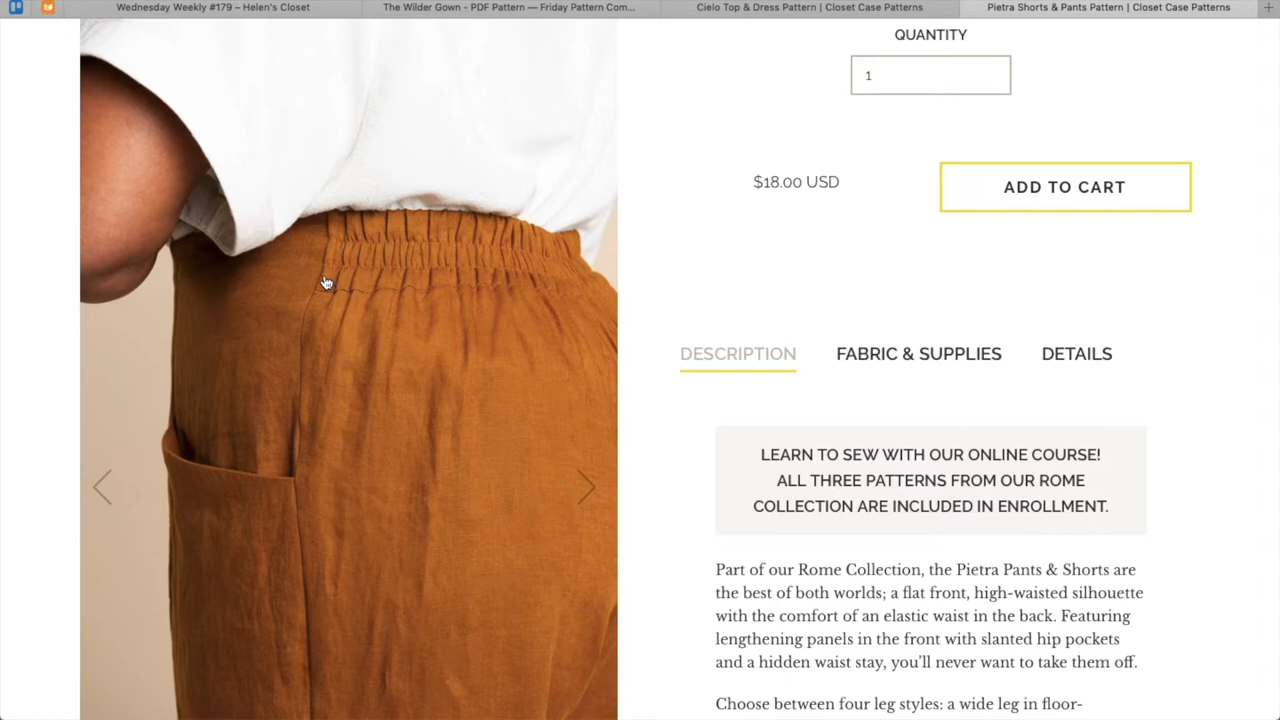 Wednesday Weekly #179 – Helen's Closet
The Wilder Gown - PDF Pattern — Friday Pattern Com...
Cielo Top & Dress Pattern | Closet Case Patterns
Pietra Shorts & Pants Pattern | Closet Case Patterns
QUANTITY
1
$18.00 USD
ADD TO CART
DESCRIPTION
FABRIC & SUPPLIES
DETAILS
LEARN TO SEW WITH OUR ONLINE COURSE!
ALL THREE PATTERNS FROM OUR ROME
COLLECTION ARE INCLUDED IN ENROLLMENT.
Part of our Rome Collection, the Pietra Pants & Shorts are
the best of both worlds; a flat front, high-waisted silhouette
with the comfort of an elastic waist in the back. Featuring
lengthening panels in the front with slanted hip pockets
and a hidden waist stay, you'll never want to take them off.
Choose between four leg styles: a wide leg in floor-